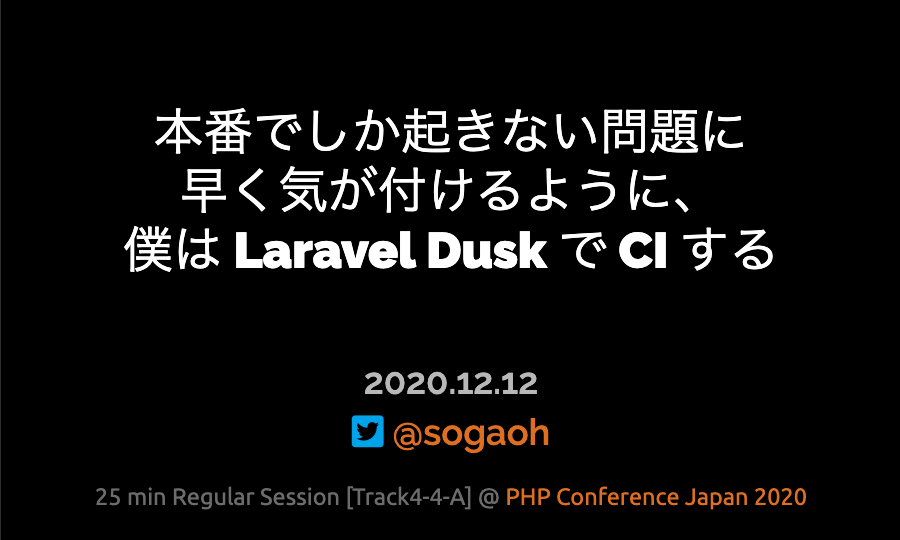 本番でしか起きない問題に
早く気が付けるように、
僕は Laravel Dusk で CI する
2020.12.12
@sogaoh
25 min Regular Session [Track4-4-A] @ PHP Conference Japan 2020